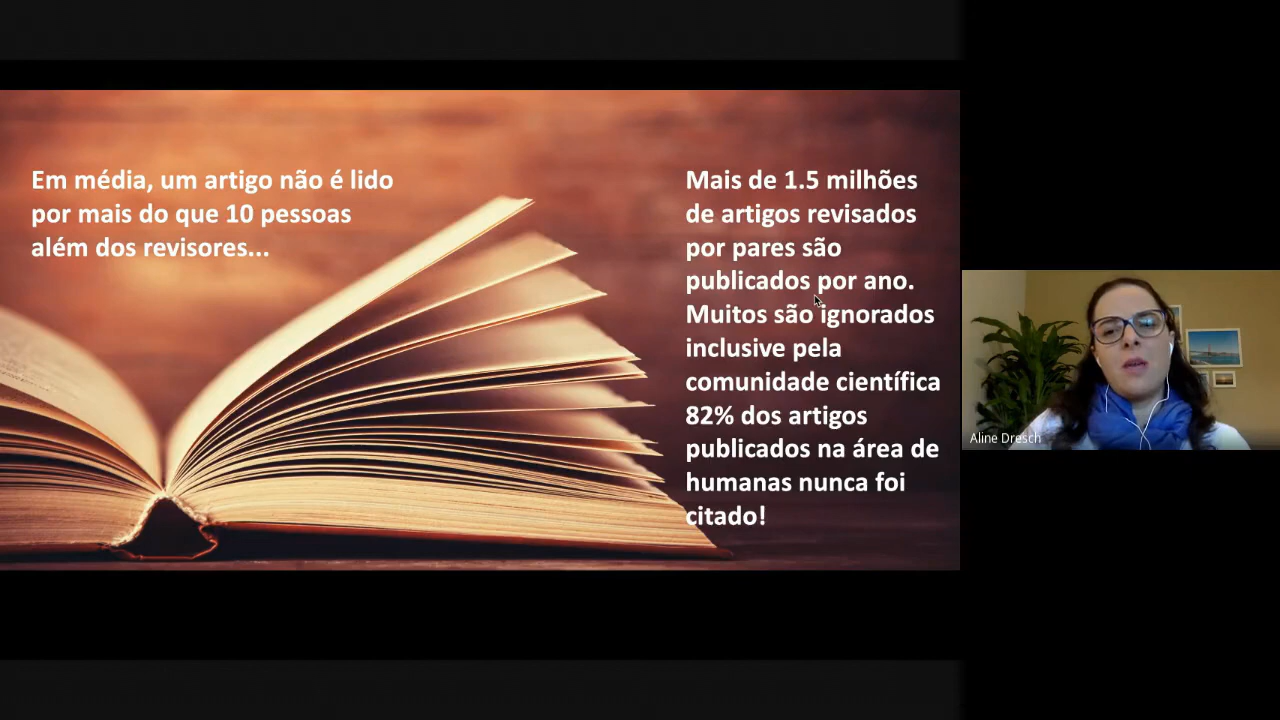 Em média, um artigo não é lido
por mais do que 10 pessoas
além dos revisores...
Mais de 1.5 milhões
de artigos revisados
por pares são
publicados por ano.
Muitos são ignorados
inclusive pela
comunidade científica
82% dos artigos
publicados na área de
humanas nunca foi
citado!
Aline Dresch